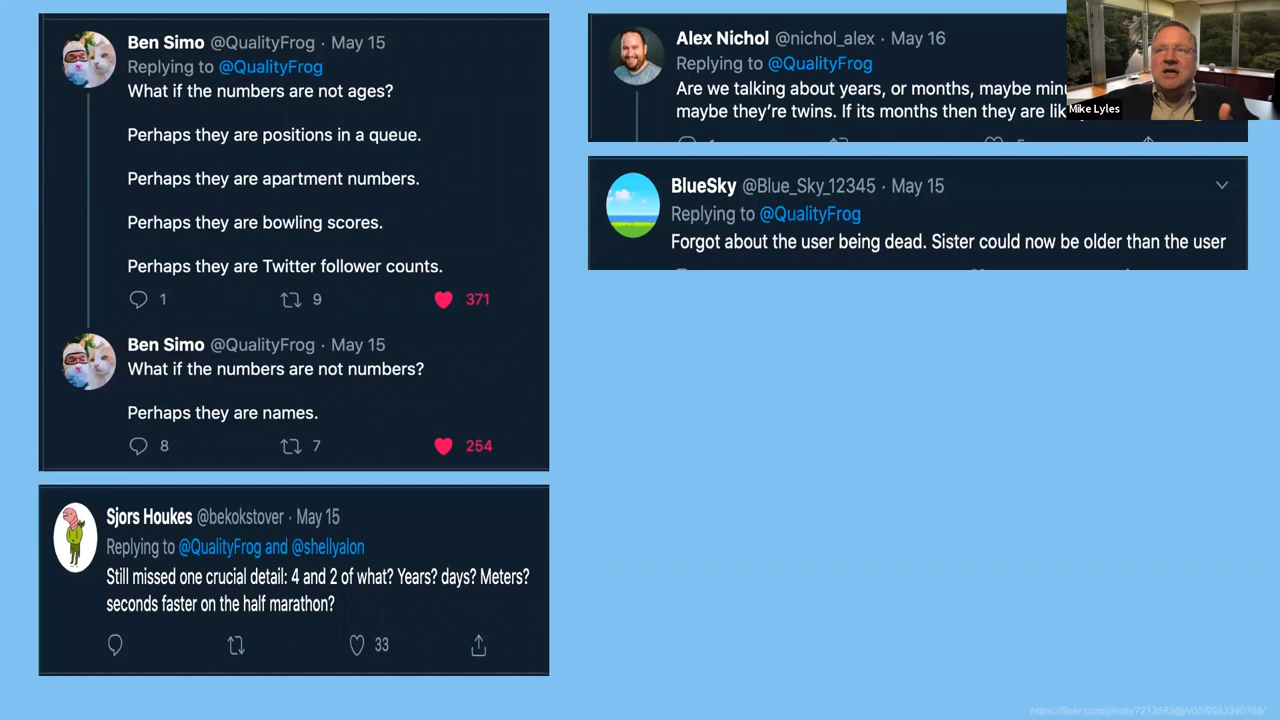 Ben Simo @QualityFrog · May 15
Replying to @QualityFrog
What if the numbers are not ages?
Perhaps they are positions in a queue.
Perhaps they are apartment numbers.
Perhaps they are bowling scores.
Perhaps they are Twitter follower counts.
1 9 371
Ben Simo @QualityFrog · May 15
What if the numbers are not numbers?
Perhaps they are names.
8 7 254
Sjors Houkes @bekokstover · May 15
Replying to @QualityFrog and @shellyalon
Still missed one crucial detail: 4 and 2 of what? Years? days? Meters?
seconds faster on the half marathon?
33
Alex Nichol @nichol_alex · May 16
Replying to @QualityFrog
Are we talking about years, or months, maybe
maybe they're twins. If its months then they are
Mike Lyles
BlueSky @Blue_Sky_12345 · May 15
Replying to @QualityFrog
Forgot about the user being dead. Sister could now be older than the user